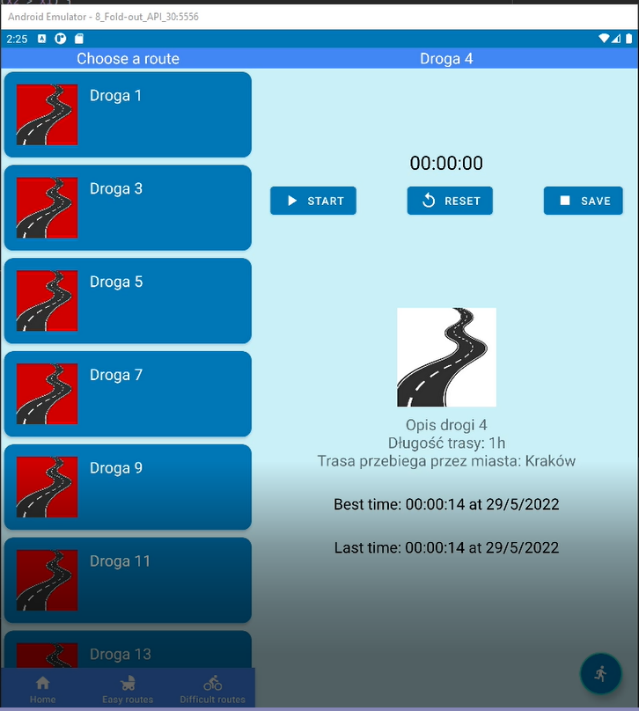 Android Emulator - 8_Fold-out_API_30:5556
2:25
Choose a route
Droga 1
Droga 3
Droga 5
Droga 7
Droga 9
Droga 11
Droga 13
Home
Easy routes
Difficult routes
Droga 4
00:00:00
START
RESET
SAVE
Opis drogi 4
Długość trasy: 1h
Trasa przebiega przez miasta: Kraków
Best time: 00:00:14 at 29/5/2022
Last time: 00:00:14 at 29/5/2022